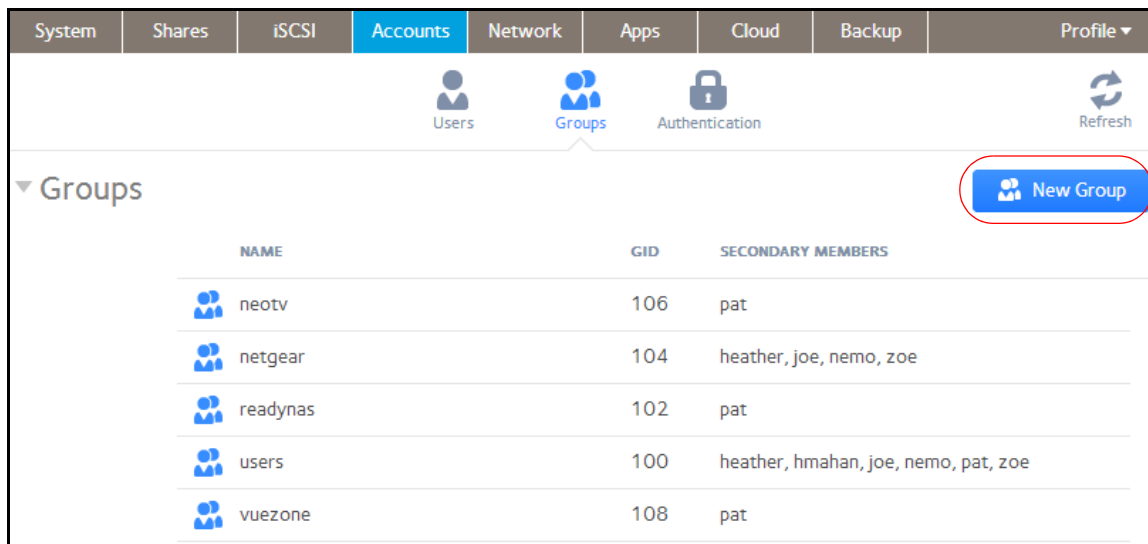 System Shares iSCSI Accounts Network Apps Cloud Backup Profile
Users Groups Authentication Refresh
Groups New Group
NAME GID SECONDARY MEMBERS
neotv 106 pat
netgear 104 heather, joe, nemo, zoe
readynas 102 pat
users 100 heather, hmahan, joe, nemo, pat, zoe
vuezone 108 pat